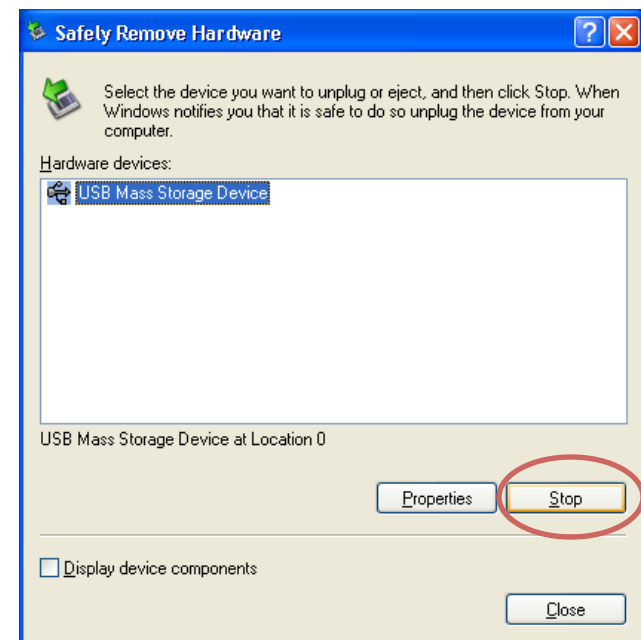 Safely Remove Hardware
Select the device you want to unplug or eject, and then click Stop. When
Windows notifies you that it is safe to do so unplug the device from your
computer.
Hardware devices:
USB Mass Storage Device
USB Mass Storage Device at Location 0
Properties Stop
Display device components
Close